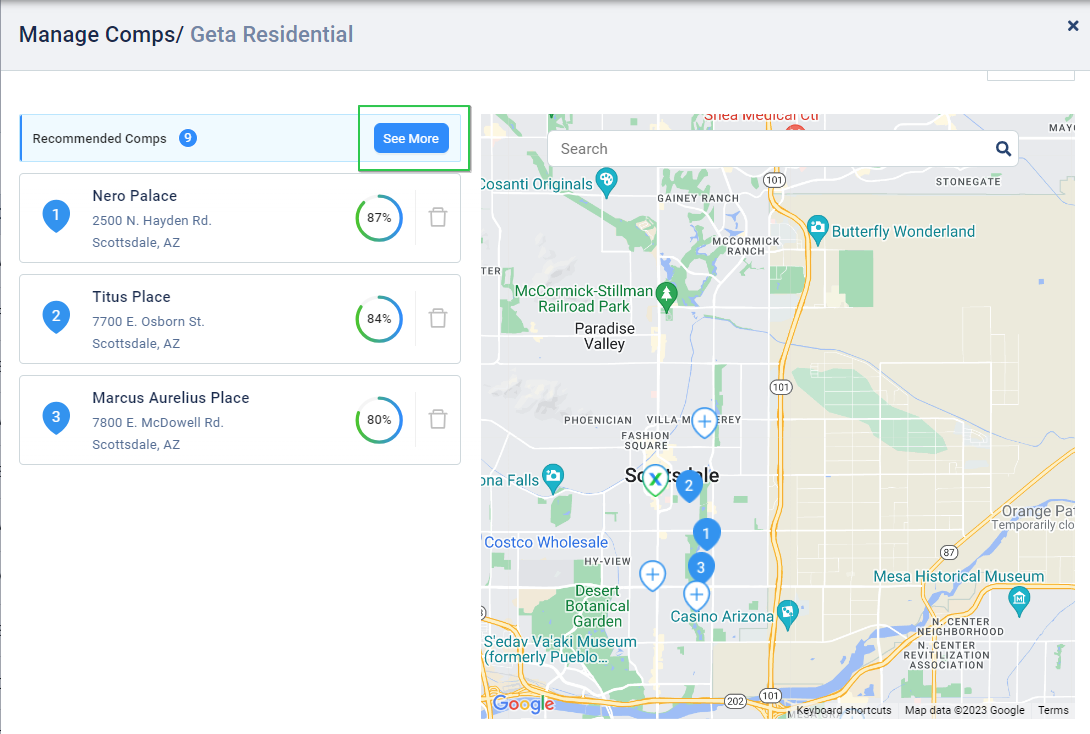 Manage Comps/ Geta Residential
Recommended Comps 9
See More
1
Nero Palace
2500 N. Hayden Rd.
Scottsdale, AZ
87%
2
Titus Place
7700 E. Osborn St.
Scottsdale, AZ
84%
3
Marcus Aurelius Place
7800 E. McDowell Rd.
Scottsdale, AZ
80%
Shea Medical Ctr
Search
MAYO
101
STONEGATE
Cosanti Originals
GAINEY RANCH
Butterfly Wonderland
MCCORMICK
RANCH
TER
McCormick-Stillman
Railroad Park
Paradise
Valley
101
PHOENICIAN
VILLA M EREY
FASHION
SQUARE
Scottsdale
ona Falls
X
2
Orange Pat
Temporarily clo
1
Costco Wholesale
87
HY-VIEW
3
Mesa Historical Museum
Desert
Botanical
Garden
Casino Arizona
N. CENTER
NEIGHBORHOOD
S'edav Va'aki Museum
(formerly Pueblo...
N. CENTER
REVITILIZATION
ASSOCIATION
101
202
Google
Keyboard shortcuts
Map data ©2023 Google
Terms